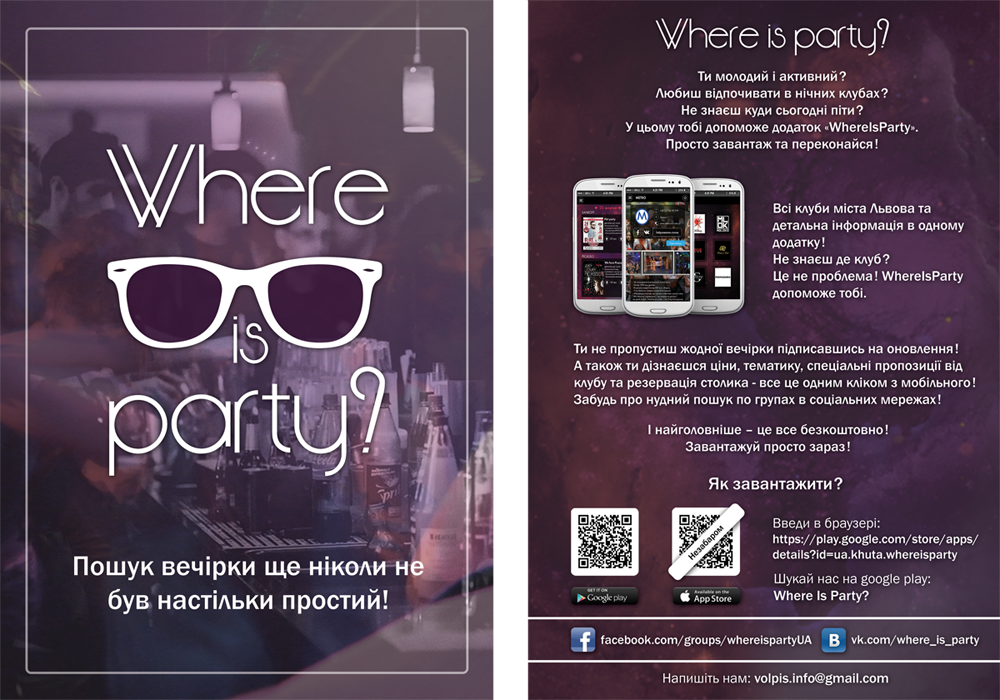 Where
is
party?
Пошук вечірки ще ніколи не
був настільки простий!
Where is party?
Ти молодий і активний?
Любиш відпочивати в нічних клубах?
Не знаєш куди сьогодні піти?
У цьому тобі допоможе додаток «WhereIsParty».
Просто завантаж та переконайся!
METRO
Всі клуби міста Львова та
детальна інформація в одному
додатку!
Не знаєш де клуб?
Це не проблема! WhereIsParty
допоможе тобі.
Ти не пропустиш жодної вечірки підписавшись на оновлення!
А також ти дізнаєшся ціни, тематику, спеціальні пропозиції від
клубу та резервація столика - все це одним кліком з мобільного!
Забудь про нудний пошук по групах в соціальних мережах!
І найголовніше – це все безкоштовно!
Завантажуй просто зараз!
Як завантажити?
Незабаром
GET IT ON
Google play
Available on the
App Store
Введи в браузері:
https://play.google.com/store/apps/
details?id=ua.khuta.whereisparty
Шукай нас на google play:
Where Is Party?
facebook.com/groups/whereispartyUA
vk.com/where_is_party
Напишіть нам: volpis.info@gmail.com